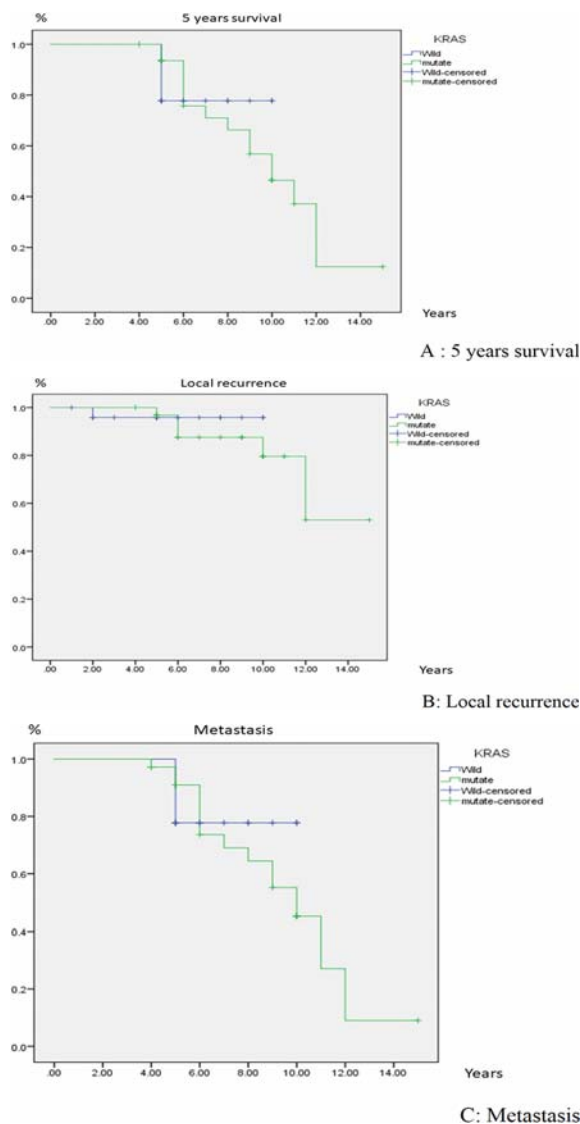 % 5 years survival
KRAS
Wild
mutate
Wild-censored
mutate-censored
1.0
0.8
0.6
0.4
0.2
0.0
.00 2.00 4.00 6.00 8.00 10.00 12.00 14.00
Years
A : 5 years survival
% Local recurrence
KRAS
Wild
mutate
Wild-censored
mutate-censored
1.0
0.8
0.6
0.4
0.2
0.0
.00 2.00 4.00 6.00 8.00 10.00 12.00 14.00
Years
B: Local recurrence
% Metastasis
KRAS
Wild
mutate
Wild-censored
mutate-censored
1.0
0.8
0.6
0.4
0.2
0.0
.00 2.00 4.00 6.00 8.00 10.00 12.00 14.00
Years
C: Metastasis